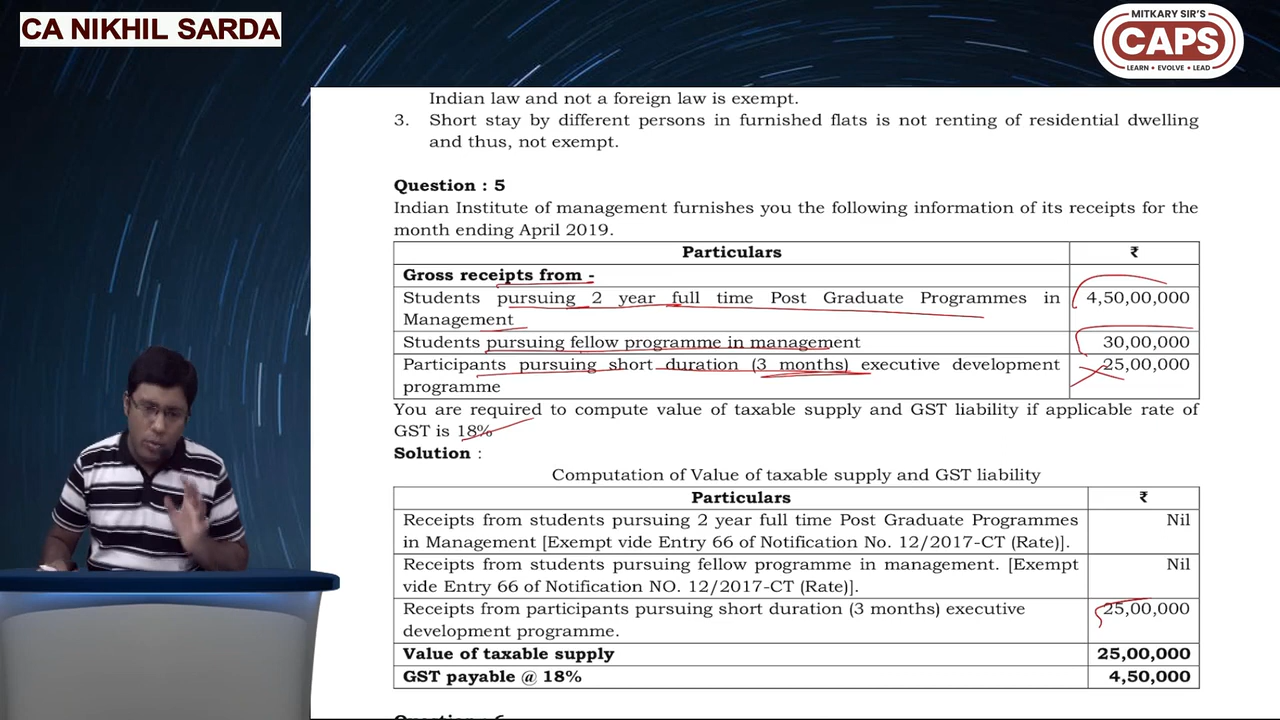 CA NIKHIL SARDA
MITKARY SIR'S
CAPS
LEARN • EVOLVE • LEAD
Indian law and not a foreign law is exempt.
3. Short stay by different persons in furnished flats is not renting of residential dwelling
and thus, not exempt.
Question : 5
Indian Institute of management furnishes you the following information of its receipts for the
month ending April 2019.
Particulars ₹
Gross receipts from -
Students pursuing 2 year full time Post Graduate Programmes in 4,50,00,000
Management
Students pursuing fellow programme in management 30,00,000
Participants pursuing short duration (3 months) executive development 25,00,000
programme
You are required to compute value of taxable supply and GST liability if applicable rate of
GST is 18%
Solution :
Computation of Value of taxable supply and GST liability
Particulars ₹
Receipts from students pursuing 2 year full time Post Graduate Programmes Nil
in Management [Exempt vide Entry 66 of Notification No. 12/2017-CT (Rate)].
Receipts from students pursuing fellow programme in management. [Exempt Nil
vide Entry 66 of Notification NO. 12/2017-CT (Rate)].
Receipts from participants pursuing short duration (3 months) executive 25,00,000
development programme.
Value of taxable supply 25,00,000
GST payable @ 18% 4,50,000